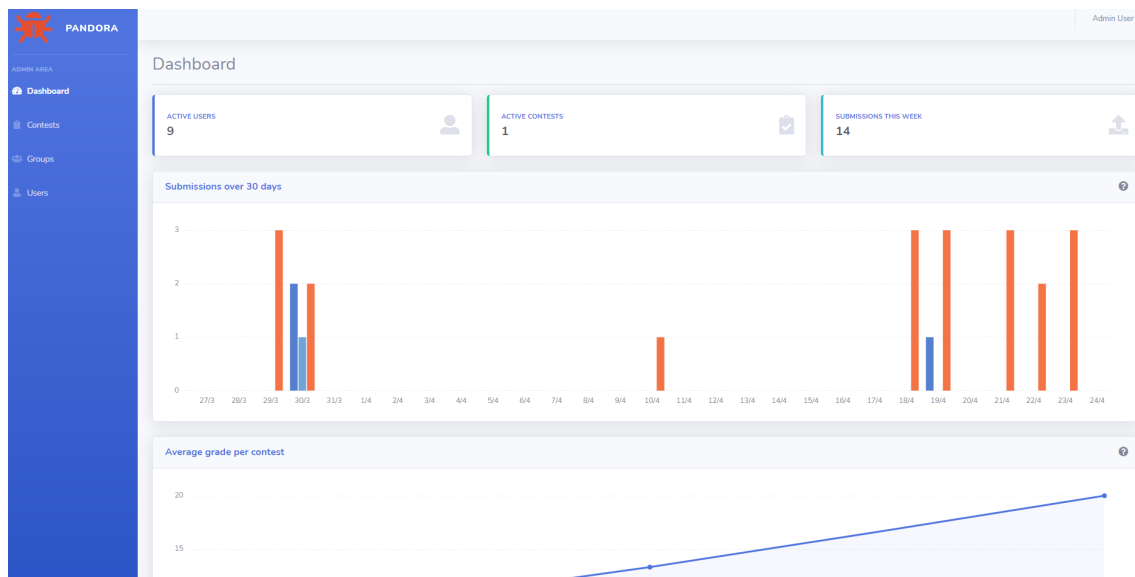 PANDORA
Admin User
ADMIN AREA
Dashboard
Contests
Groups
Users
Dashboard
ACTIVE USERS
9
ACTIVE CONTESTS
1
SUBMISSIONS THIS WEEK
14
Submissions over 30 days
3
2
1
0
27/3 28/3 29/3 30/3 31/3 1/4 2/4 3/4 4/4 5/4 6/4 7/4 8/4 9/4 10/4 11/4 12/4 13/4 14/4 15/4 16/4 17/4 18/4 19/4 20/4 21/4 22/4 23/4 24/4
Average grade per contest
20
15